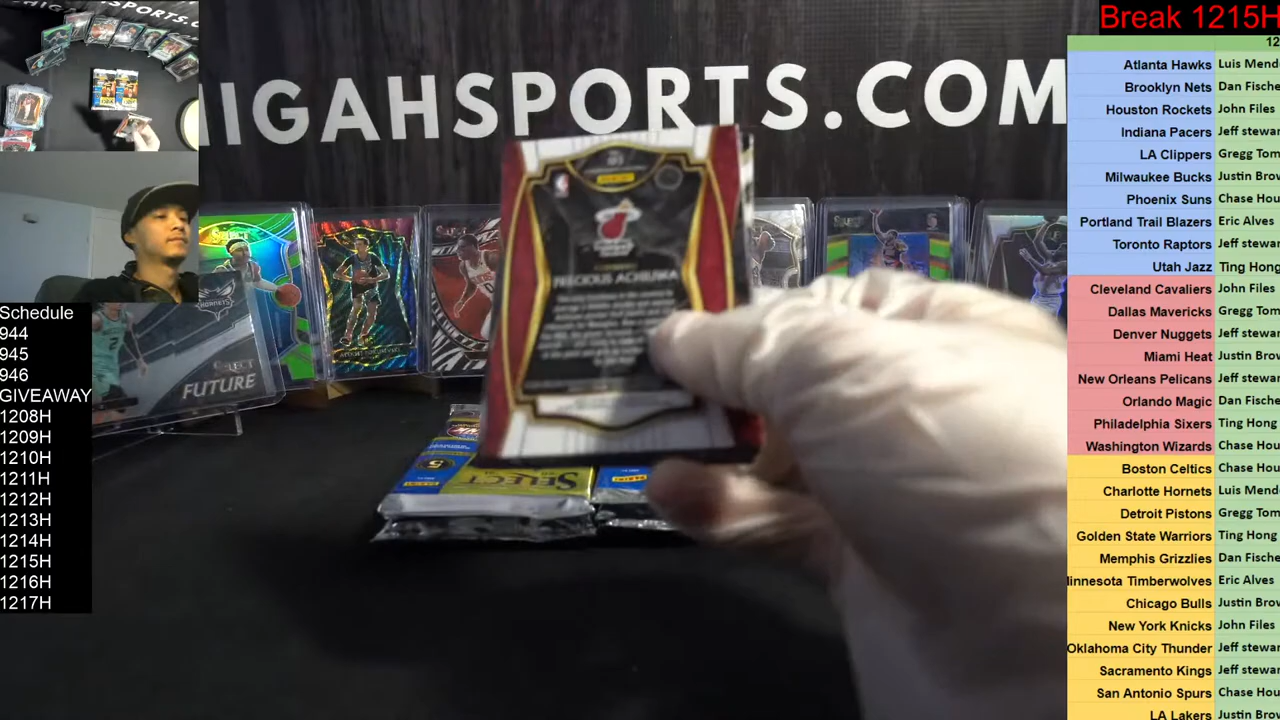 Break 1215H
12
Atlanta Hawks Luis Mend
Brooklyn Nets Dan Fische
Houston Rockets John Files
Indiana Pacers Jeff stewar
LA Clippers Gregg Tom
Milwaukee Bucks Justin Brov
Phoenix Suns Chase Hou
Portland Trail Blazers Eric Alves
Toronto Raptors Jeff stewar
Utah Jazz Ting Hong
Cleveland Cavaliers John Files
Dallas Mavericks Gregg Tom
Denver Nuggets Jeff stewar
Miami Heat Justin Brov
New Orleans Pelicans Jeff stewar
Orlando Magic Dan Fische
Philadelphia Sixers Ting Hong
Washington Wizards Chase Hou
Boston Celtics Chase Hou
Charlotte Hornets Luis Mend
Detroit Pistons Gregg Tom
Golden State Warriors Ting Hong
Memphis Grizzlies Dan Fische
innesota Timberwolves Eric Alves
Chicago Bulls Justin Brov
New York Knicks John Files
Oklahoma City Thunder Jeff stewar
Sacramento Kings Jeff stewar
San Antonio Spurs Chase Hou
LA Lakers Justin Brov
IGAHSPORTS.COM
PRECIOUS ACHIUWA
HORNETS
SELECT
FUTURE
SELECT
PANINI
5
Schedule
944
945
946
GIVEAWAY
1208H
1209H
1210H
1211H
1212H
1213H
1214H
1215H
1216H
1217H